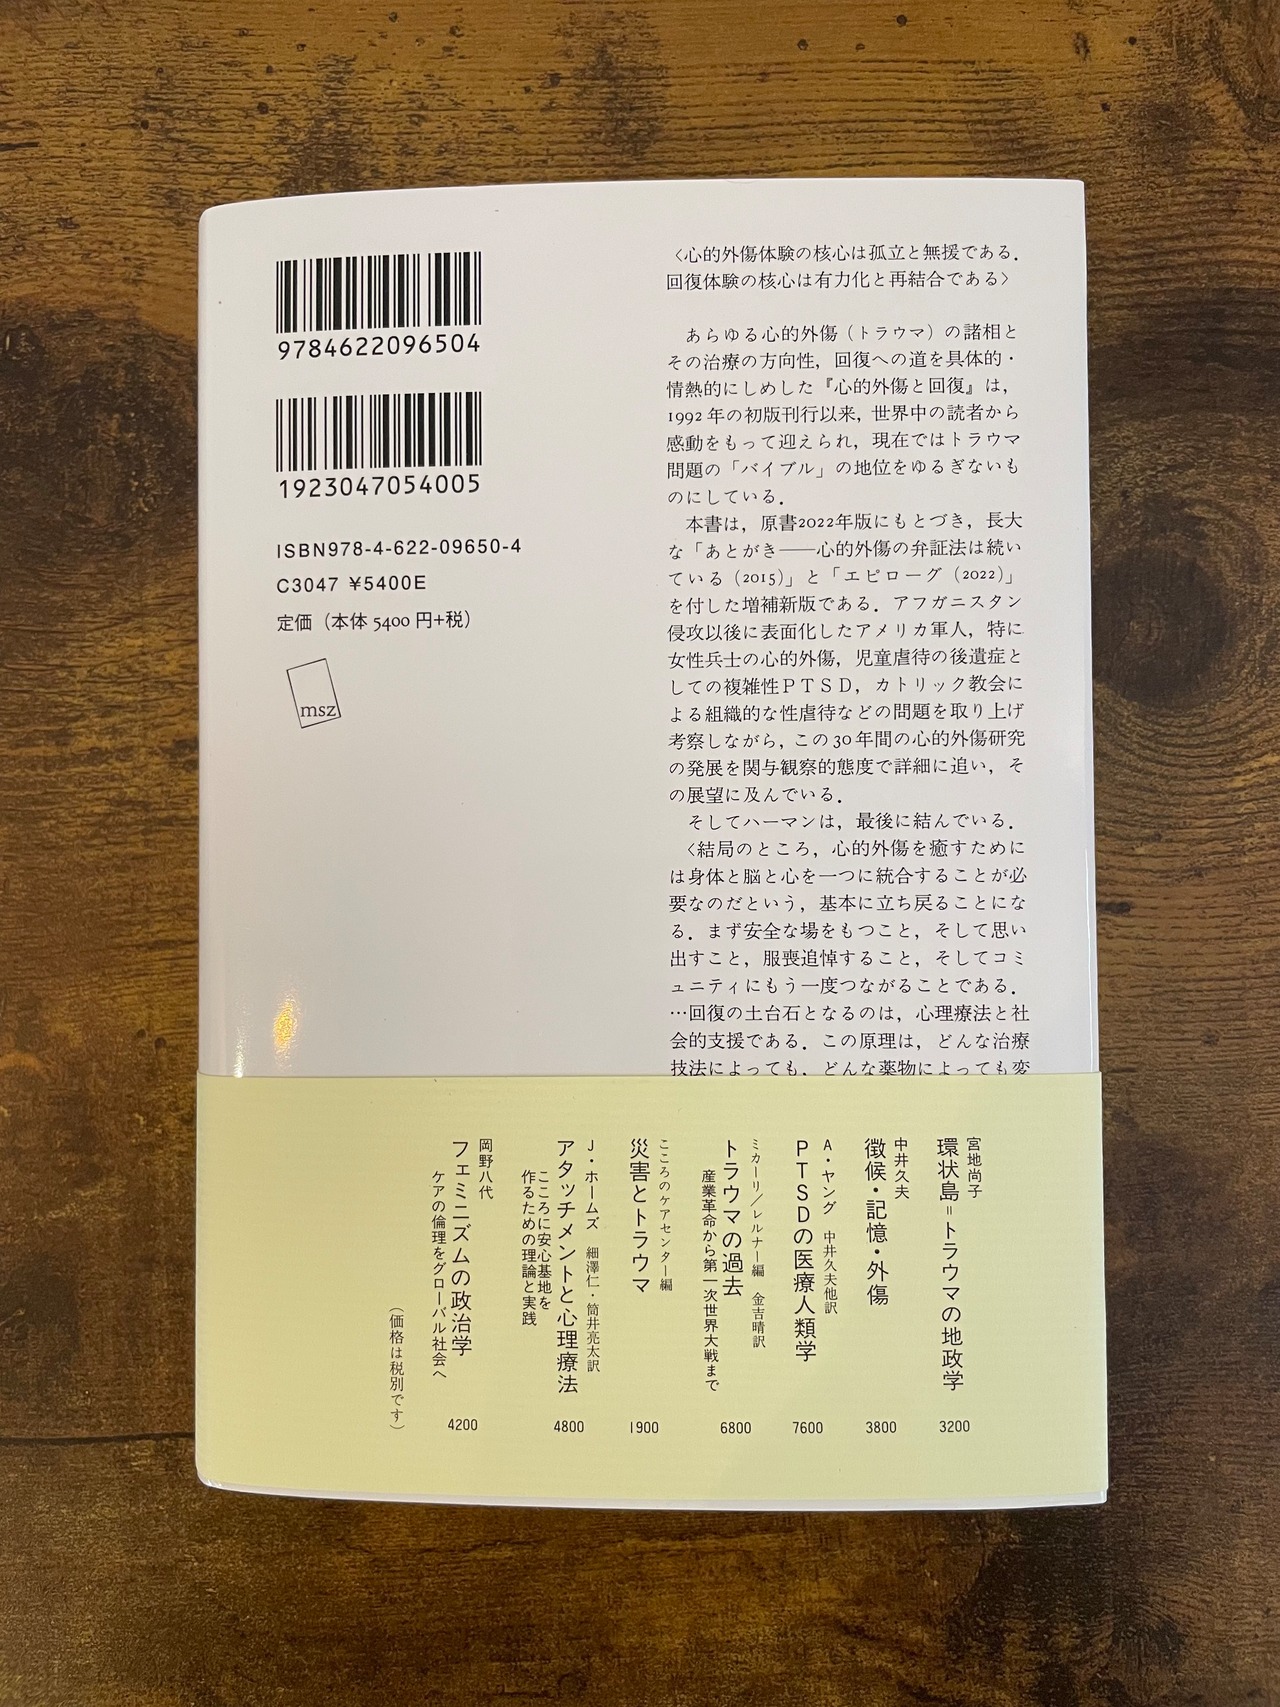 9784622096504
1923047054005
ISBN978-4-622-09650-4
C3047 ¥5400E
定価（本体 5400 円+税）
msz
〈心的外傷体験の核心は孤立と無援である．
回復体験の核心は有力化と再結合である〉
あらゆる心的外傷（トラウマ）の諸相と
その治療の方向性，回復への道を具体的・
情熱的にしめした『心的外傷と回復』は，
1992 年の初版刊行以来，世界中の読者から
感動をもって迎えられ，現在ではトラウマ
問題の「バイブル」の地位をゆるぎないも
のにしている．
本書は，原書2022年版にもとづき，長大
な「あとがき――心的外傷の弁証法は続い
ている（2015）」と「エピローグ（2022）」
を付した増補新版である．アフガニスタン
侵攻以後に表面化したアメリカ軍人，特に
女性兵士の心的外傷，児童虐待の後遺症と
しての複雑性ＰＴＳＤ，カトリック教会に
よる組織的な性虐待などの問題を取り上げ
考察しながら，この30年間の心的外傷研究
の発展を関与観察的態度で詳細に追い，そ
の展望に及んでいる．
そしてハーマンは，最後に結んでいる．
〈結局のところ，心的外傷を癒すために
は身体と脳と心を一つに統合することが必
要なのだという，基本に立ち戻ることにな
る．まず安全な場をもつこと，そして思い
出すこと，服喪追悼すること，そしてコミ
ュニティにもう一度つながることである．
…回復の土台石となるのは，心理療法と社
会的支援である．この原理は，どんな治療
技法によっても，どんな薬物によっても変
宮地尚子
環状島＝トラウマの地政学
3200
中井久夫
徴候・記憶・外傷
3800
A・ヤング 中井久夫他訳
PTSDの医療人類学
7600
ミカーリ／レルナー編 金吉晴訳
トラウマの過去
産業革命から第一次世界大戦まで
6800
こころのケアセンター編
災害とトラウマ
1900
J・ホームズ 細澤仁・筒井亮太訳
アタッチメントと心理療法
こころに安心基地を
作るための理論と実践
4800
岡野八代
フェミニズムの政治学
ケアの倫理をグローバル社会へ
4200
（価格は税別です）